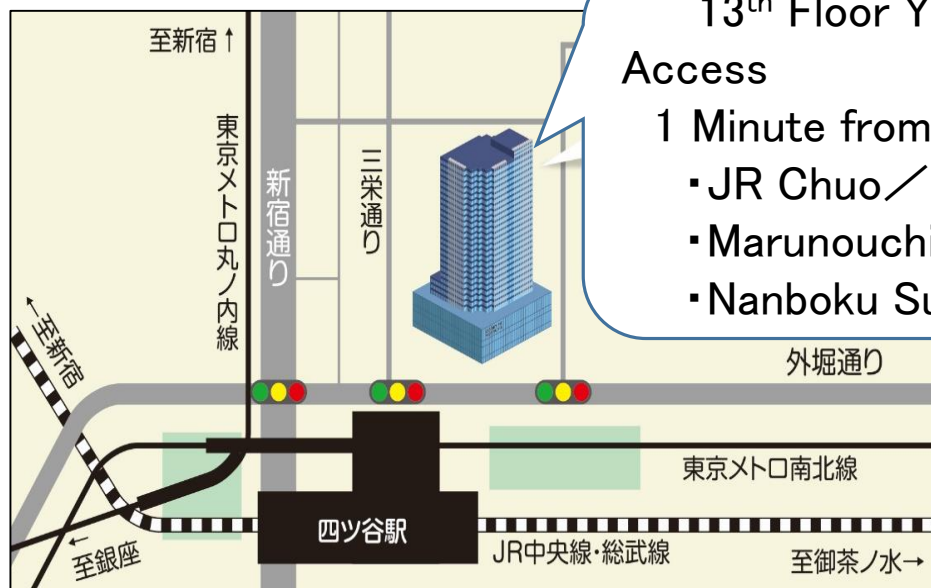 13th Floor Y
Access
1 Minute from
・JR Chuo／
・Marunouchi
・Nanboku Su
至新宿↑
東京メトロ丸ノ内線
新宿通り
三栄通り
←至新宿
外堀通り
東京メトロ南北線
四ツ谷駅
JR中央線・総武線
至御茶ノ水→
←至銀座